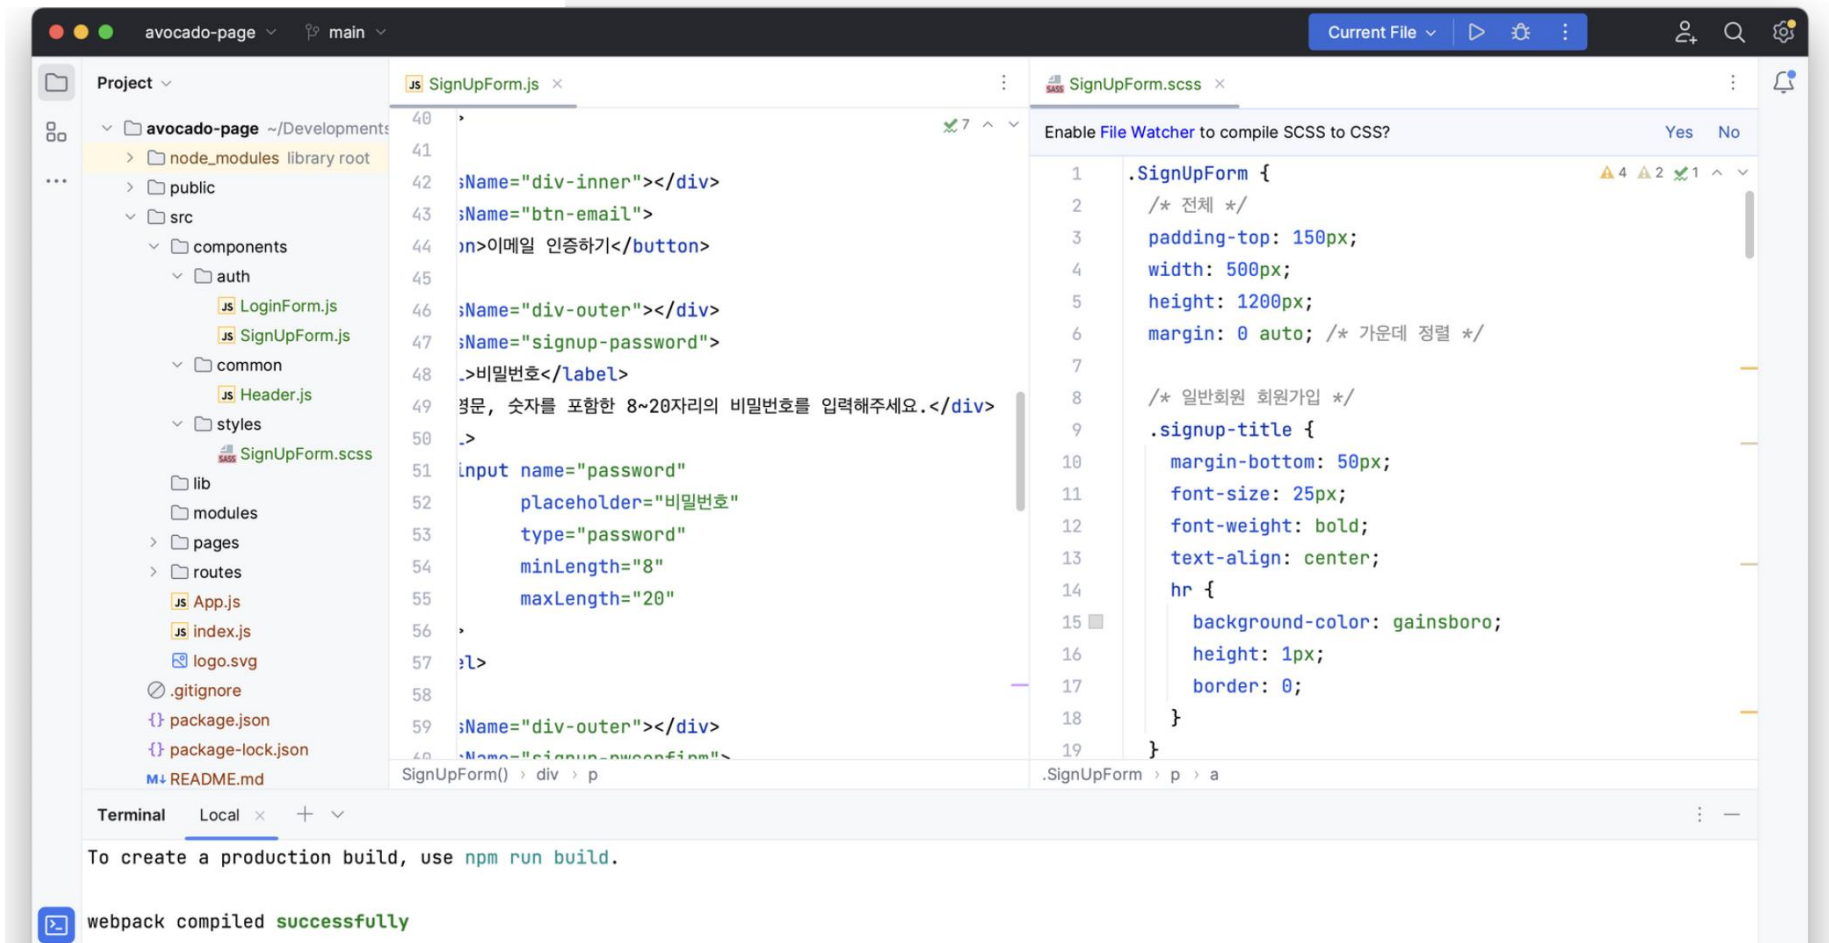 avocado-page main Current File
Project
avocado-page ~/Developments
node_modules library root
public
src
components
auth
LoginForm.js
SignUpForm.js
common
Header.js
styles
SignUpForm.scss
lib
modules
pages
routes
App.js
index.js
logo.svg
.gitignore
package.json
package-lock.json
README.md
SignUpForm.js
7
40 >
41
42 sName="div-inner"></div>
43 sName="btn-email">
44 on>이메일 인증하기</button>
45
46 sName="div-outer"></div>
47 sName="signup-password">
48 .>비밀번호</label>
49 영문, 숫자를 포함한 8~20자리의 비밀번호를 입력해주세요.</div>
50 .>
51 input name="password"
52 placeholder="비밀번호"
53 type="password"
54 minLength="8"
55 maxLength="20"
56 >
57 el>
58
59 sName="div-outer"></div>
60 sName="signup-pwconfirm">
SignUpForm() > div > p
SignUpForm.scss
Enable File Watcher to compile SCSS to CSS? Yes No
4 2 1
1 .SignUpForm {
2 /* 전체 */
3 padding-top: 150px;
4 width: 500px;
5 height: 1200px;
6 margin: 0 auto; /* 가운데 정렬 */
7
8 /* 일반회원 회원가입 */
9 .signup-title {
10 margin-bottom: 50px;
11 font-size: 25px;
12 font-weight: bold;
13 text-align: center;
14 hr {
15 background-color: gainsboro;
16 height: 1px;
17 border: 0;
18 }
19 }
.SignUpForm > p > a
Terminal Local
To create a production build, use npm run build.
webpack compiled successfully